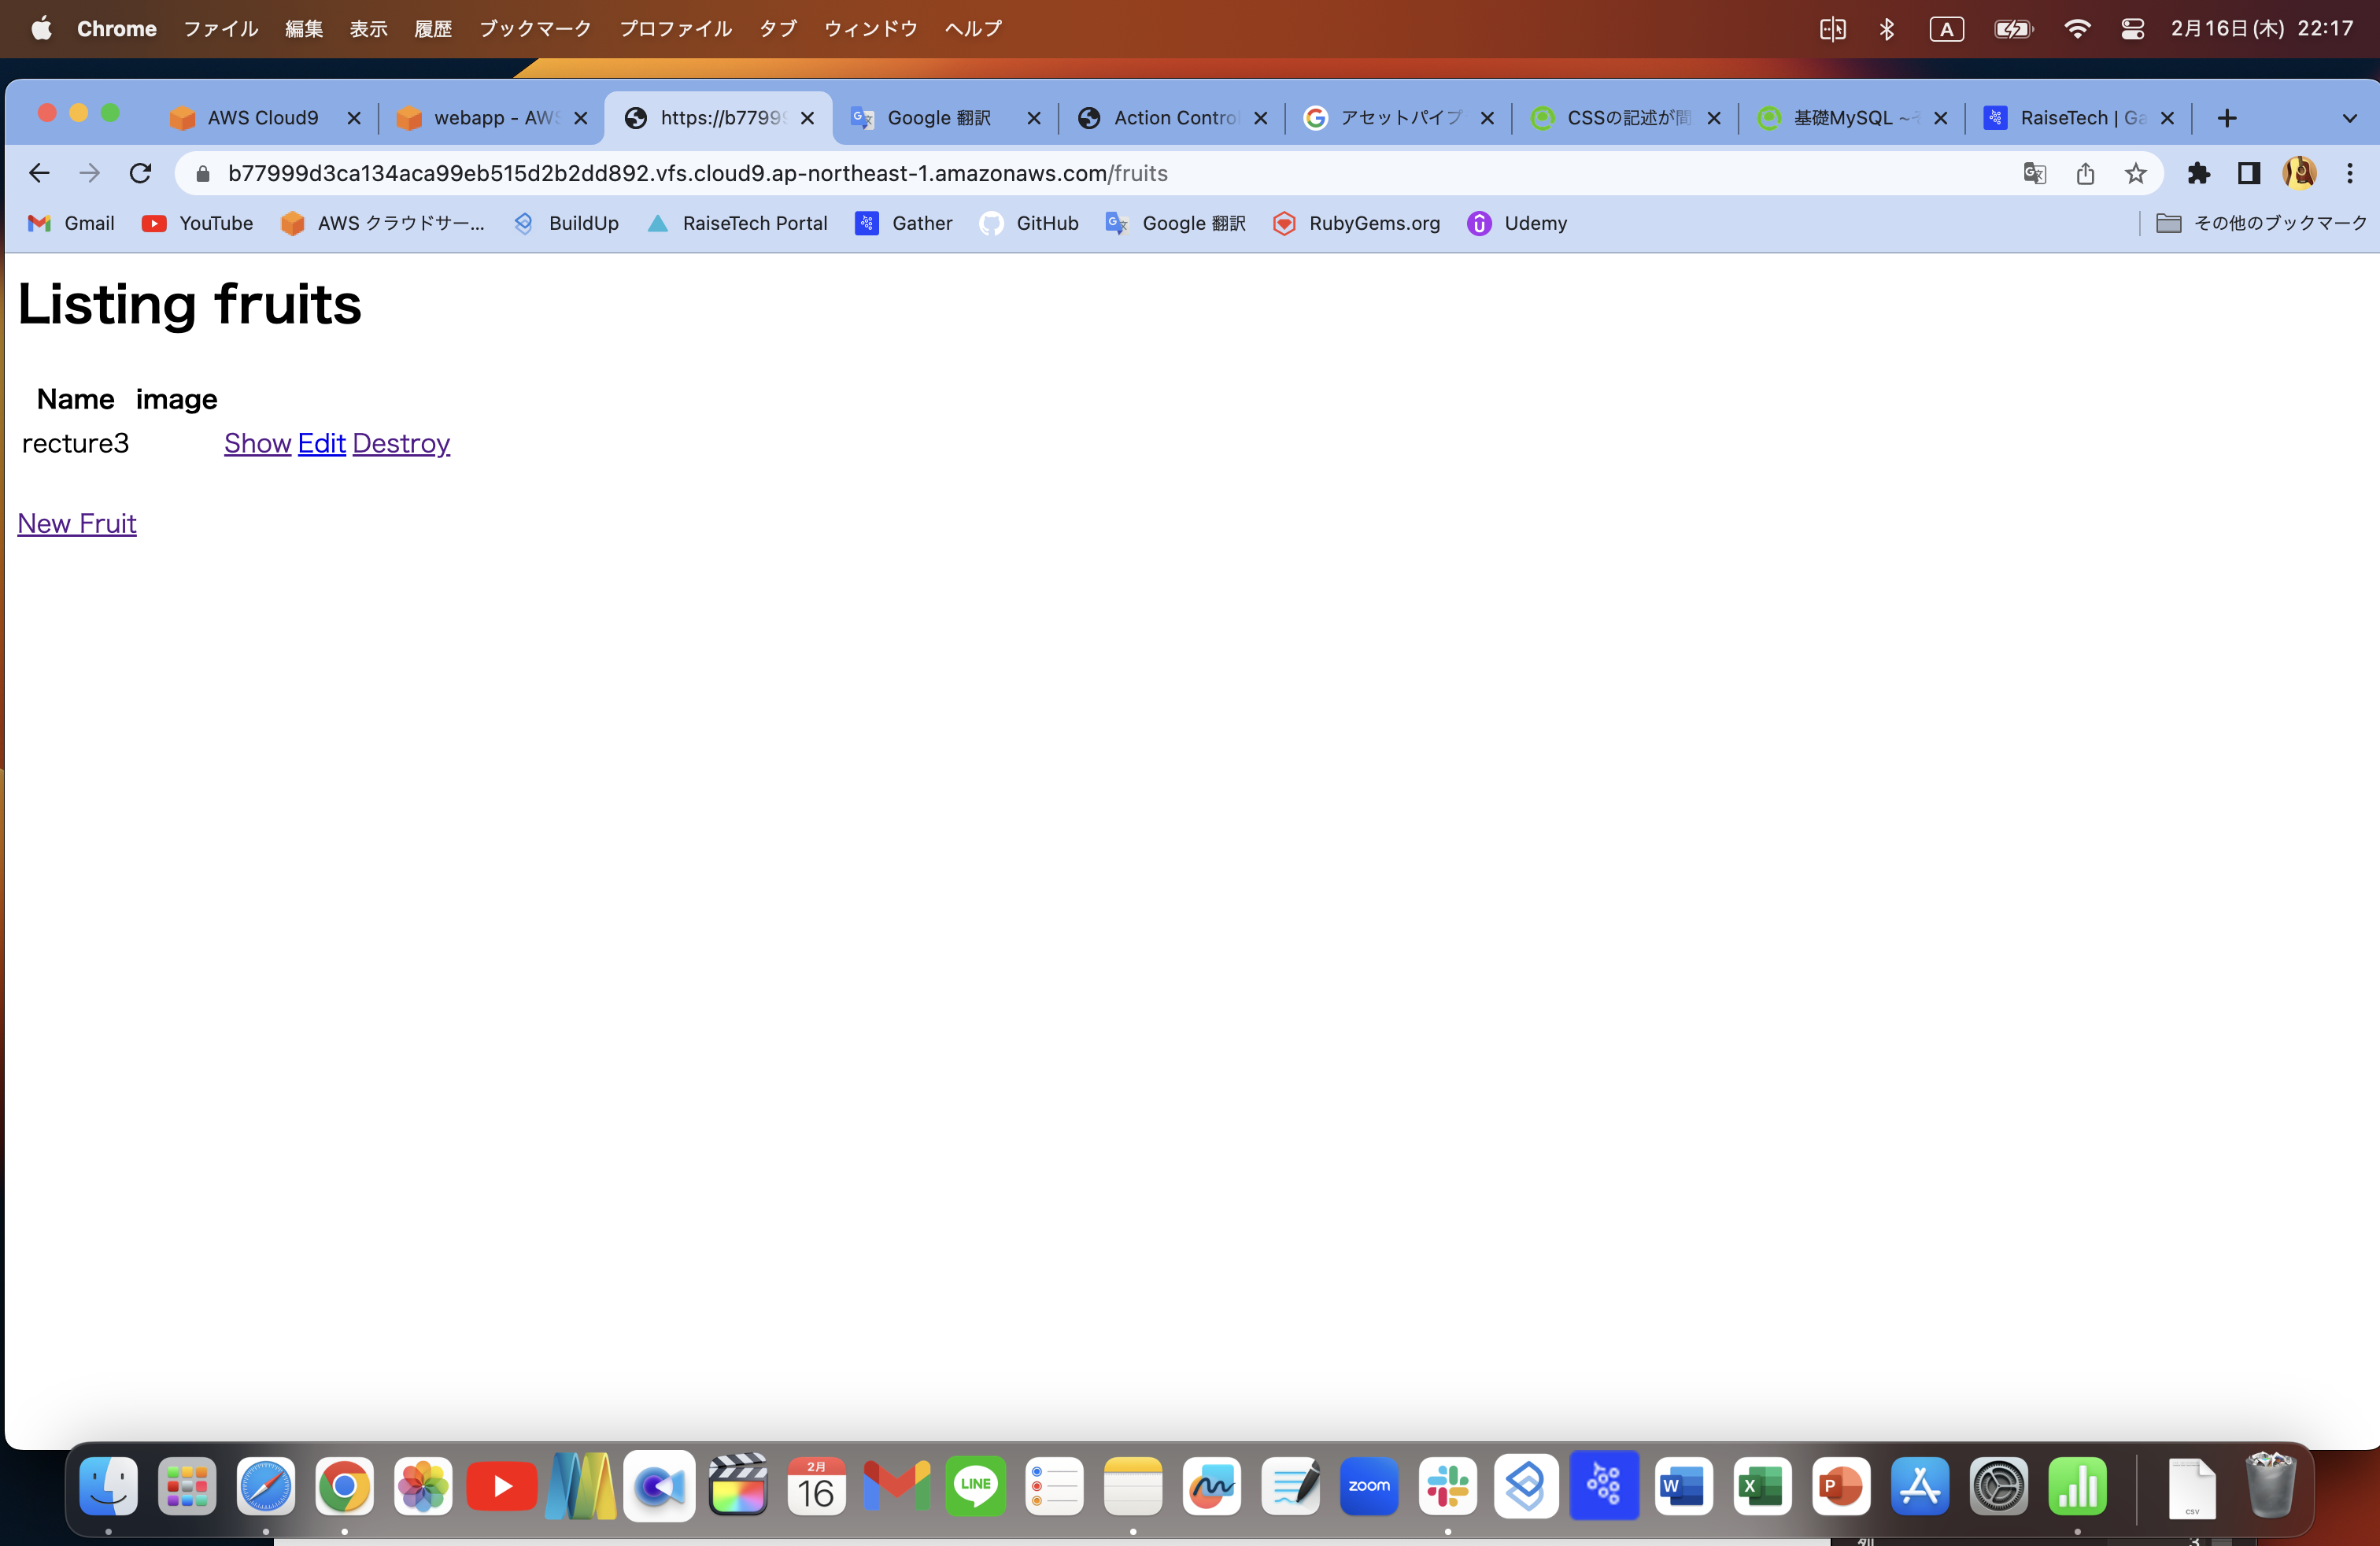 Chrome ファイル 編集 表示 履歴 ブックマーク プロファイル タブ ウィンドウ ヘルプ A 2月16日(木) 22:17
AWS Cloud9 webapp - AWS https://b7799 Google 翻訳 Action Contro アセットパイプ CSSの記述が間 基礎MySQL ~そ RaiseTech | Ga
b77999d3ca134aca99eb515d2b2dd892.vfs.cloud9.ap-northeast-1.amazonaws.com/fruits
Gmail YouTube AWS クラウドサー... BuildUp RaiseTech Portal Gather GitHub Google 翻訳 RubyGems.org Udemy その他のブックマーク
Listing fruits
Name image
recture3 Show Edit Destroy
New Fruit
2月
16
LINE
zoom
W
X
P
CSV